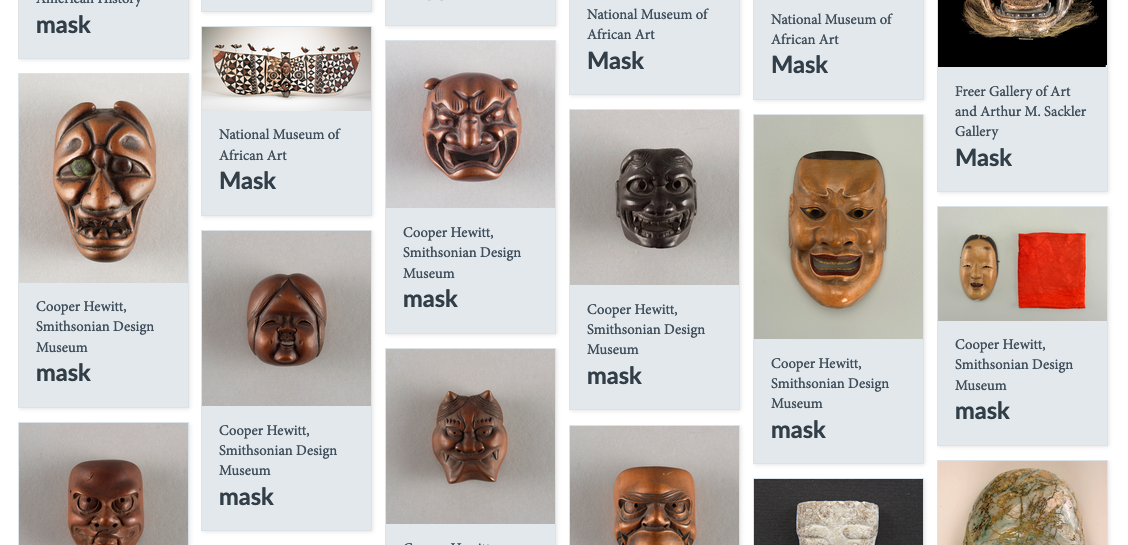 American History
mask
Cooper Hewitt,
Smithsonian Design
Museum
mask
National Museum of
African Art
Mask
Cooper Hewitt,
Smithsonian Design
Museum
mask
Cooper Hewitt,
Smithsonian Design
Museum
mask
National Museum of
African Art
Mask
Cooper Hewitt,
Smithsonian Design
Museum
mask
National Museum of
African Art
Mask
Cooper Hewitt,
Smithsonian Design
Museum
mask
Freer Gallery of Art
and Arthur M. Sackler
Gallery
Mask
Cooper Hewitt,
Smithsonian Design
Museum
mask